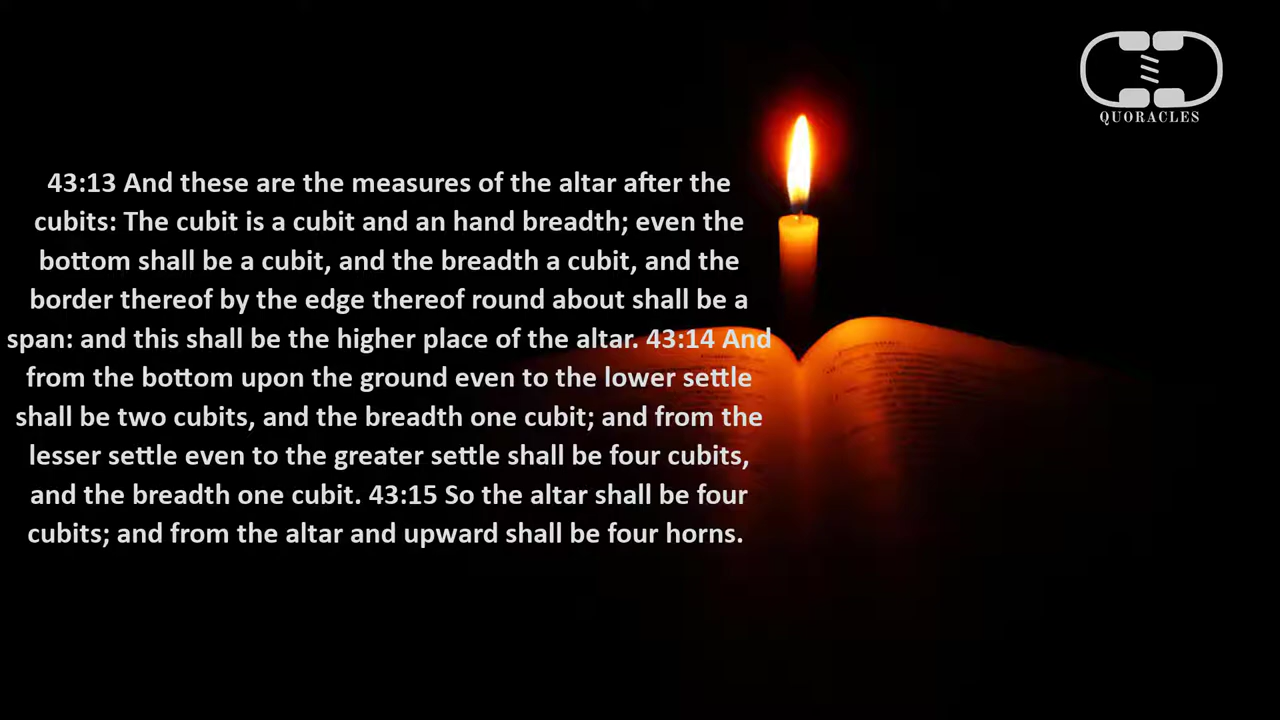 QUORACLES
43:13 And these are the measures of the altar after the
cubits: The cubit is a cubit and an hand breadth; even the
bottom shall be a cubit, and the breadth a cubit, and the
border thereof by the edge thereof round about shall be a
span: and this shall be the higher place of the altar. 43:14 And
from the bottom upon the ground even to the lower settle
shall be two cubits, and the breadth one cubit; and from the
lesser settle even to the greater settle shall be four cubits,
and the breadth one cubit. 43:15 So the altar shall be four
cubits; and from the altar and upward shall be four horns.